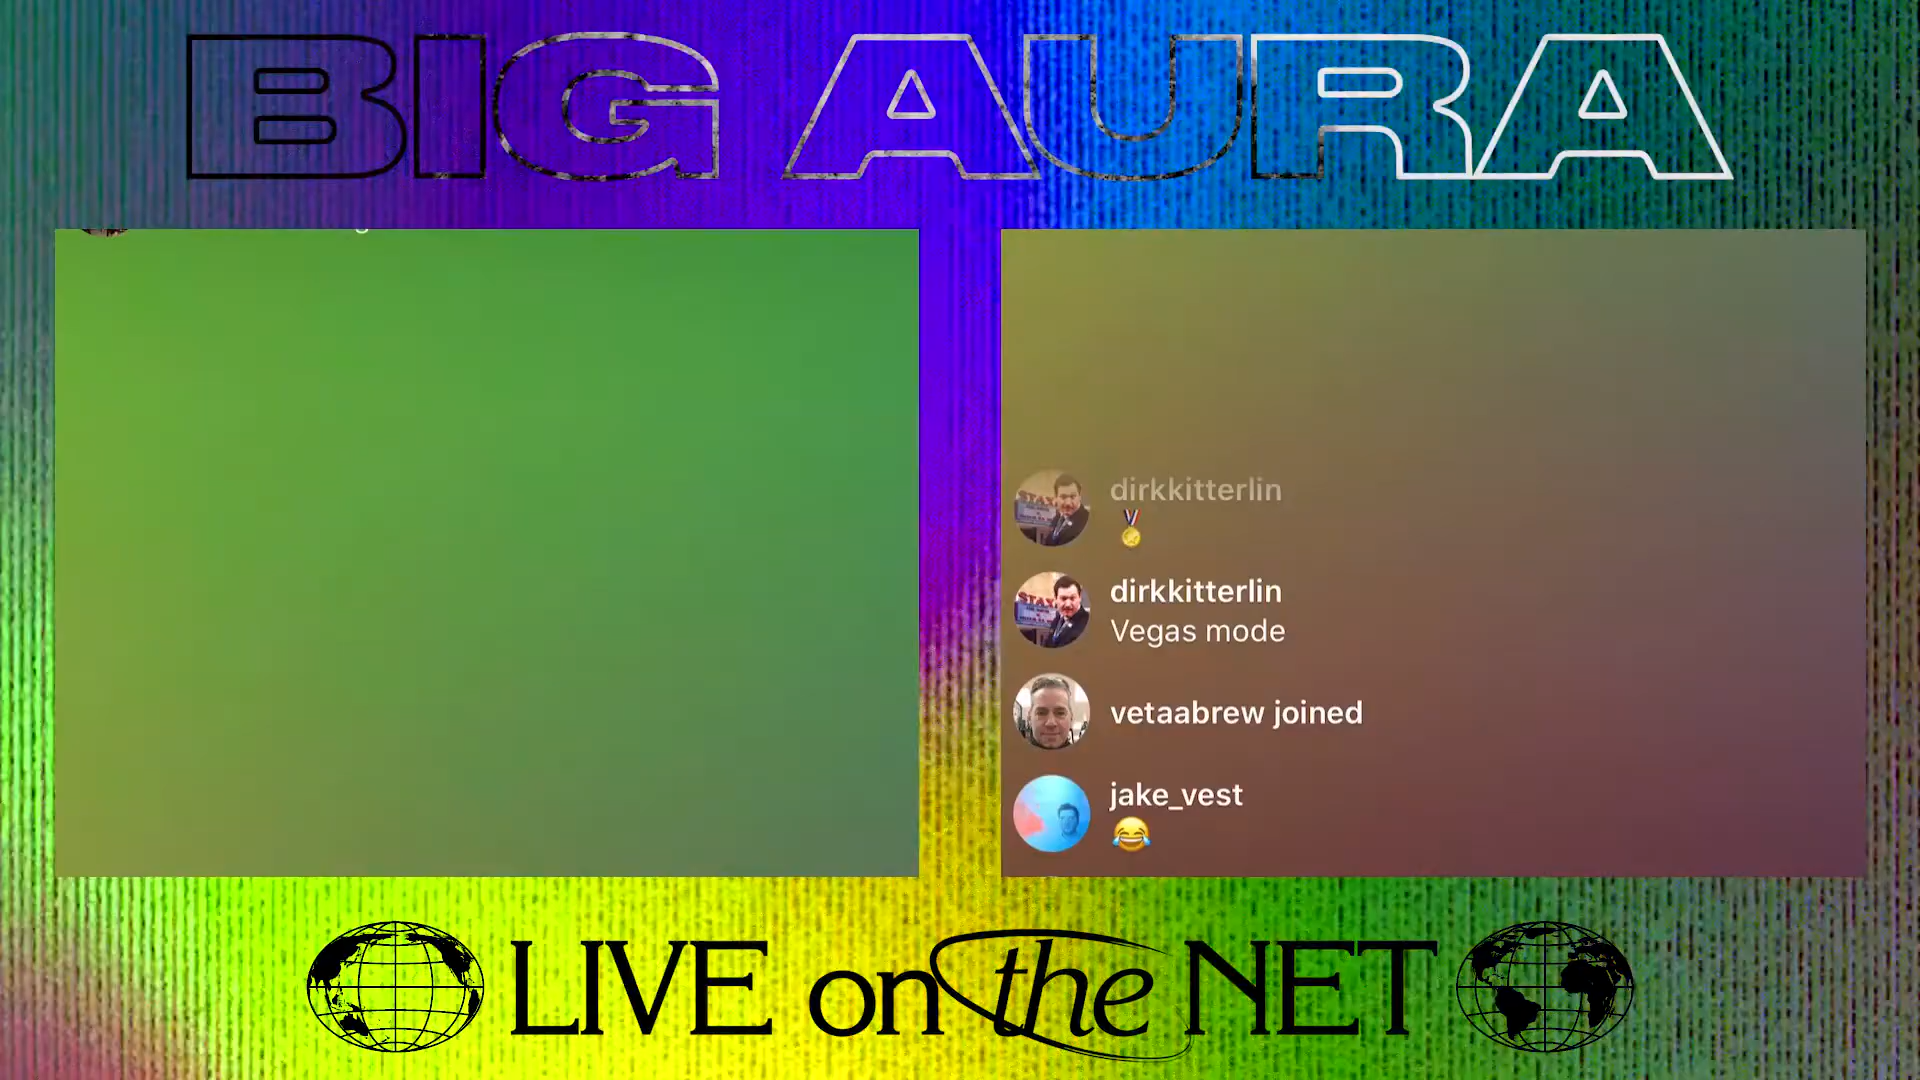 BIG AURA
dirkkitterlin
🏅
dirkkitterlin
Vegas mode
vetaabrew joined
jake_vest
😂
LIVE on the NET